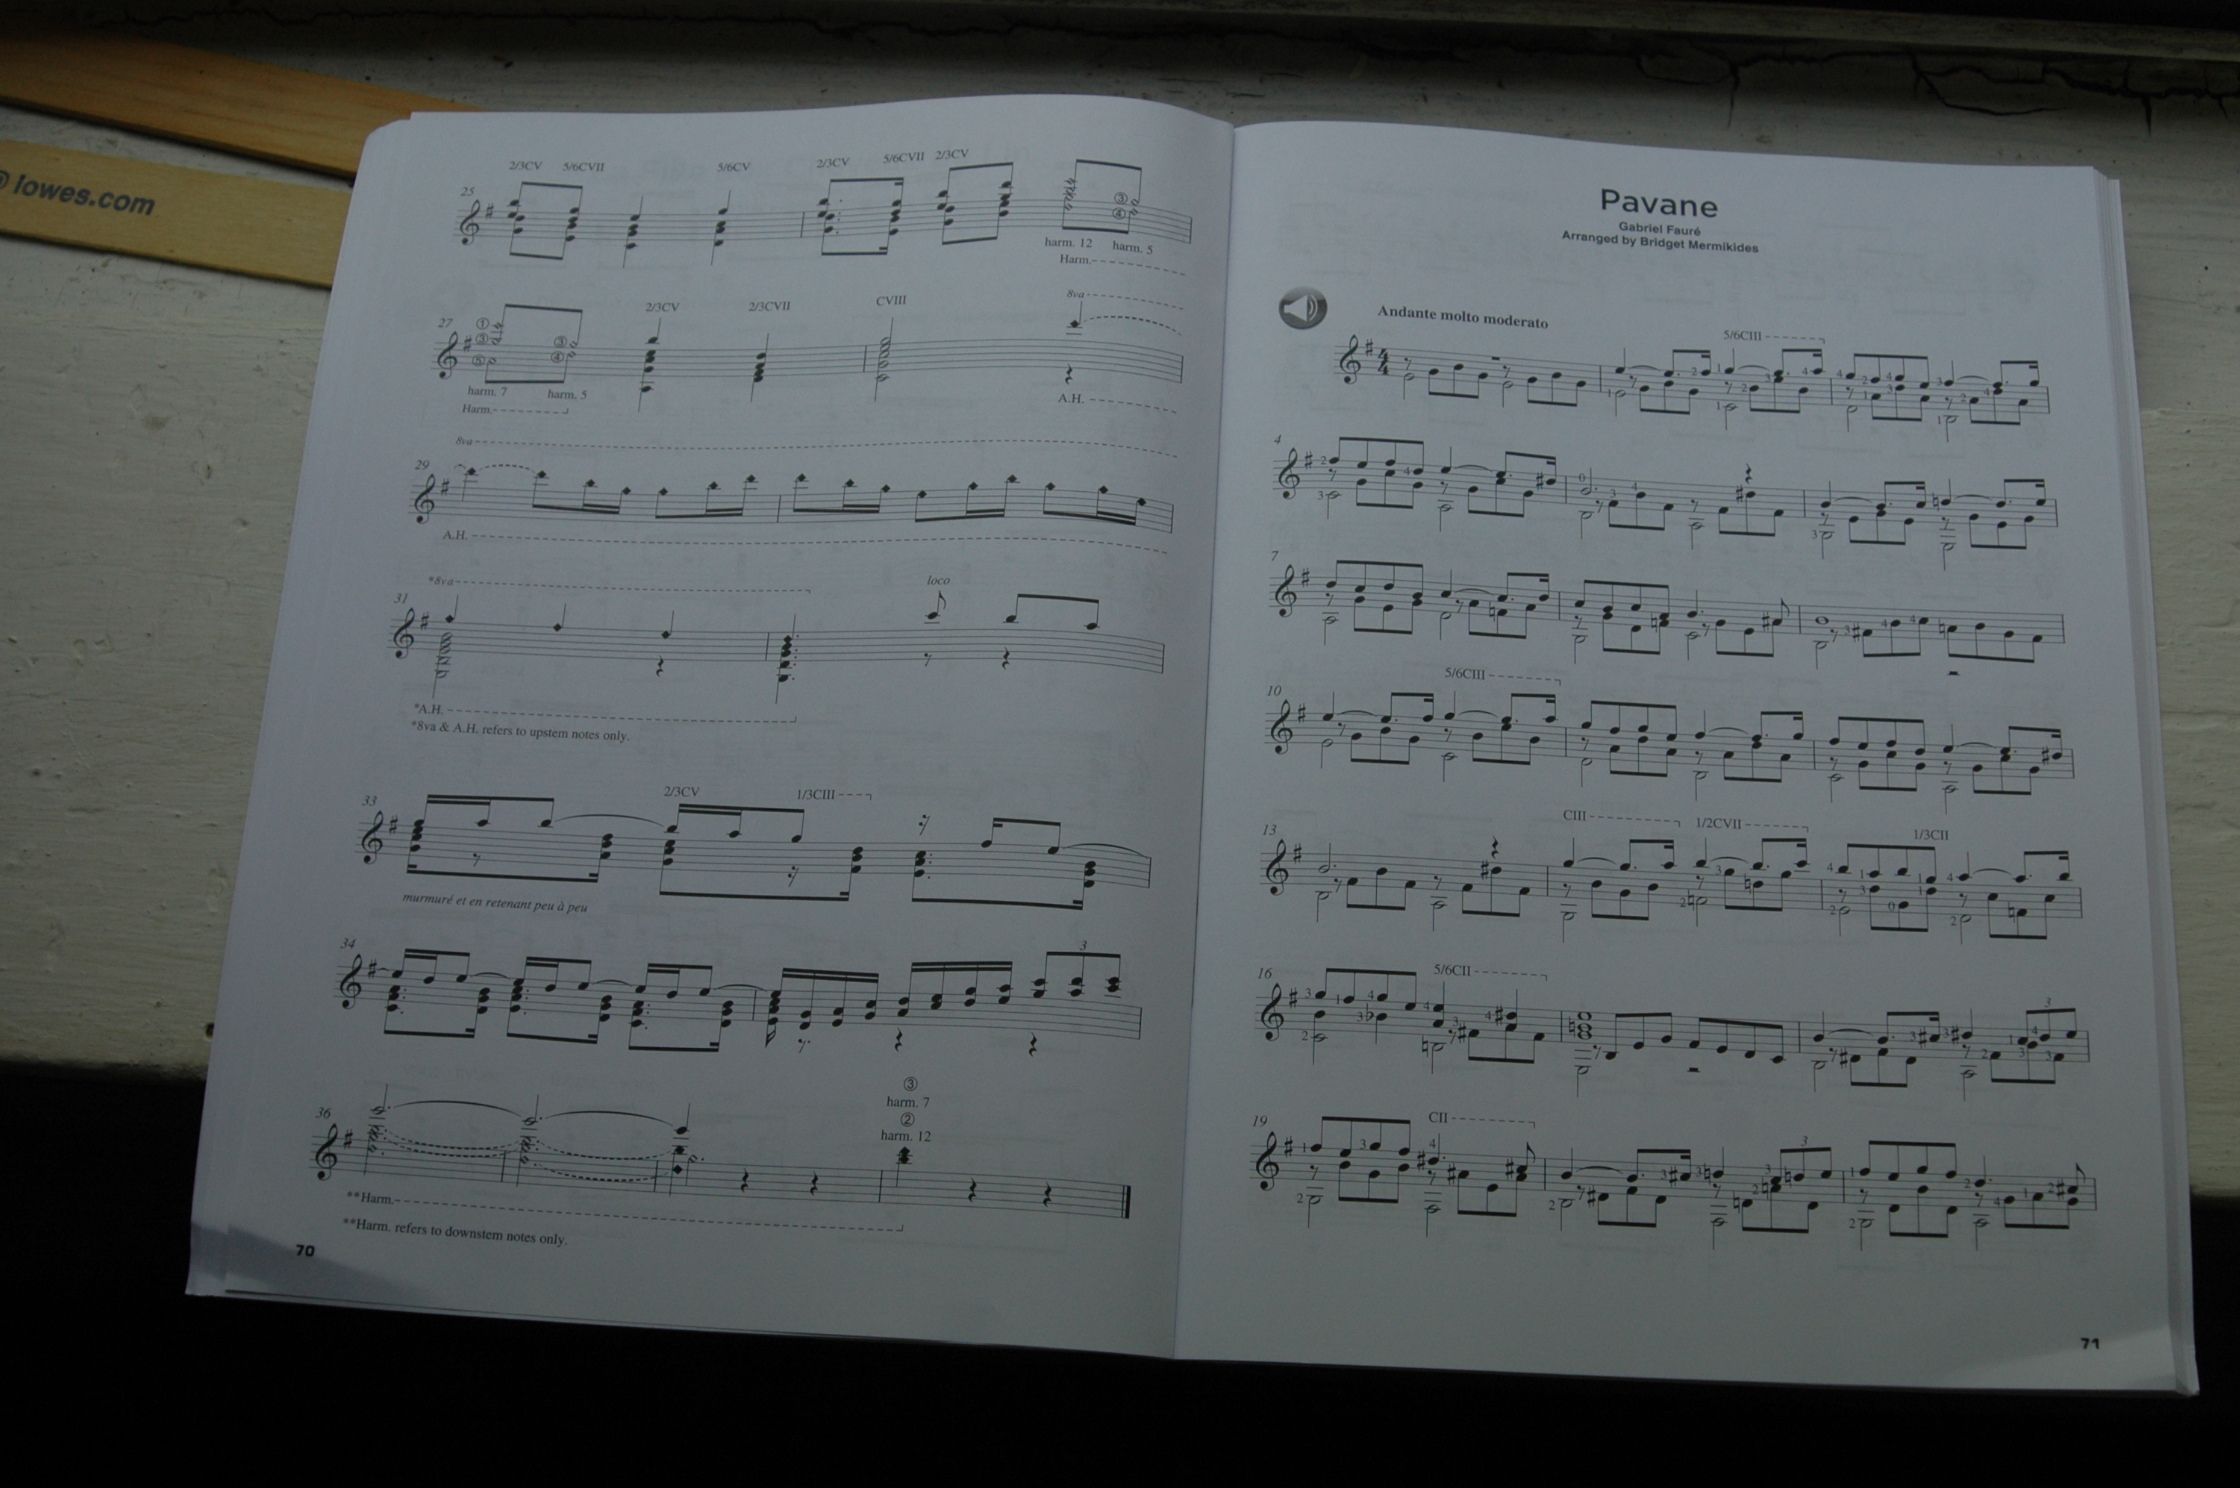 lowes.com
2/3CV 5/6CVII 5/6CV 2/3CV 5/6CVII 2/3CV
25
③
④
harm. 12 harm. 5
Harm.
2/3CV 2/3CVII CVIII 8va
27
① 
③ ③
⑤ ④
harm. 7 harm. 5
Harm.
A.H.
8va
29
A.H.
*8va loco
31
*A.H.
*8va & A.H. refers to upstem notes only.
2/3CV 1/3CIII
33
murmuré et en retenant peu à peu
34
3
③
harm. 7
②
harm. 12
36
**Harm.
**Harm. refers to downstem notes only.
70
Pavane
Gabriel Fauré
Arranged by Bridget Mermikides
Andante molto moderato
5/6CIII
4
4
4
7
5/6CIII
10
CIII 1/2CVII 1/3CII
13
5/6CII
16
3
CII
19
3
71